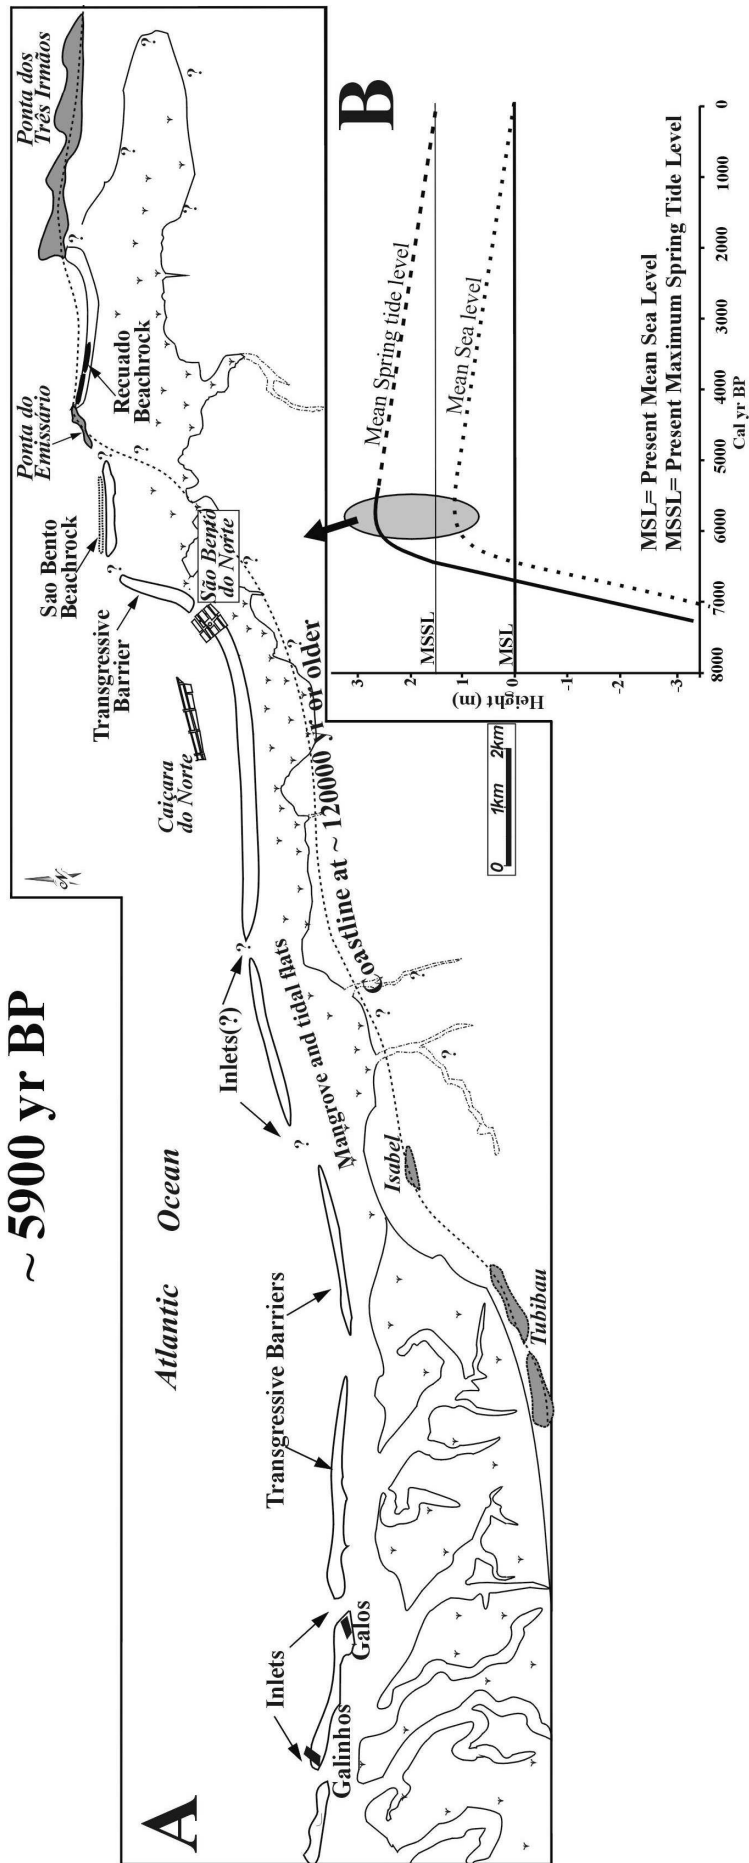 ~ 5900 yr BP
A
Atlantic Ocean
Galinhos
Inlets
Galos
Transgressive Barriers
Tubibau
Isabel
Inlets(?)
?
?
Mangrove and tidal flats
Coastline at ~ 120000 yr or older
?
?
?
N
Caiçara
do Norte
Transgressive
Barrier
São Bento
do Norte
?
?
?
Sao Bento
Beachrock
?
?
Ponta do
Emissário
Recuado
Beachrock
?
Ponta dos
Três Irmãos
?
?
?
?
0 1km 2km
B
Height (m)
3
2
1
0
-1
-2
-3
MSSL
MSL
Mean Spring tide level
Mean Sea level
8000 7000 6000 5000 4000 3000 2000 1000 0
Cal yr BP
MSL= Present Mean Sea Level
MSSL= Present Maximum Spring Tide Level